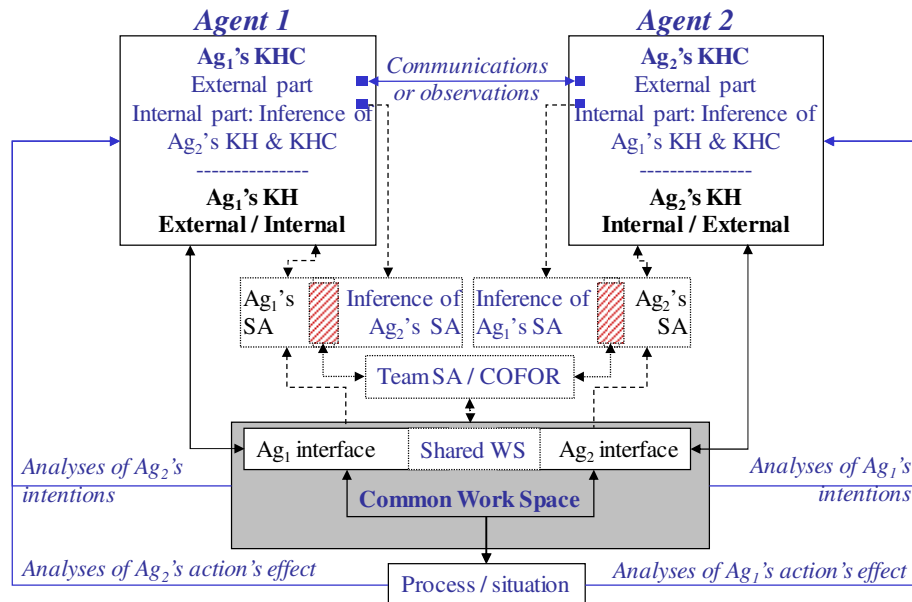 Agent 1
Agent 2
Ag₁'s KHC
External part
Internal part: Inference of
Ag₂'s KH & KHC
---------------
Ag₁'s KH
External / Internal
Communications
or observations
Ag₂'s KHC
External part
Internal part: Inference of
Ag₁'s KH & KHC
---------------
Ag₂'s KH
Internal / External
Ag₁'s
SA
Inference of
Ag₂'s SA
Inference of
Ag₁'s SA
Ag₂'s
SA
Team SA / COFOR
Ag₁ interface
Shared WS
Ag₂ interface
Analyses of Ag₂'s
intentions
Common Work Space
Analyses of Ag₁'s
intentions
Analyses of Ag₂'s action's effect
Process / situation
Analyses of Ag₁'s action's effect